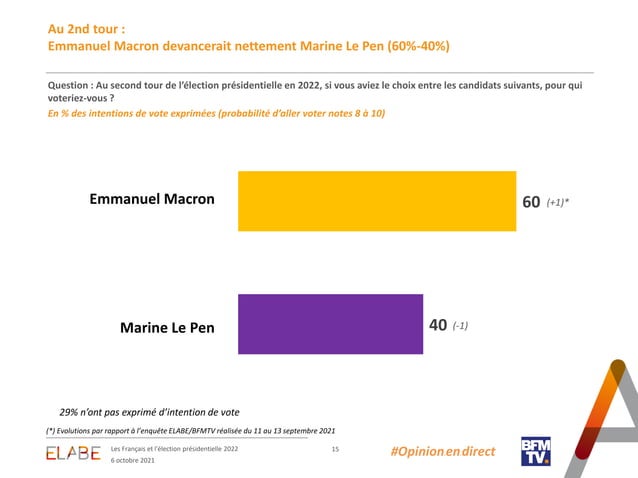 Au 2nd tour :
Emmanuel Macron devancerait nettement Marine Le Pen (60%-40%)
Question : Au second tour de l'élection présidentielle en 2022, si vous aviez le choix entre les candidats suivants, pour qui
voteriez-vous ?
En % des intentions de vote exprimées (probabilité d'aller voter notes 8 à 10)
Emmanuel Macron
60 (+1)*
Marine Le Pen
40 (-1)
29% n'ont pas exprimé d'intention de vote
(*) Evolutions par rapport à l'enquête ELABE/BFMTV réalisée du 11 au 13 septembre 2021
ELABE
Les Français et l'élection présidentielle 2022
15
6 octobre 2021
#Opinionendirect
BFM
TV.